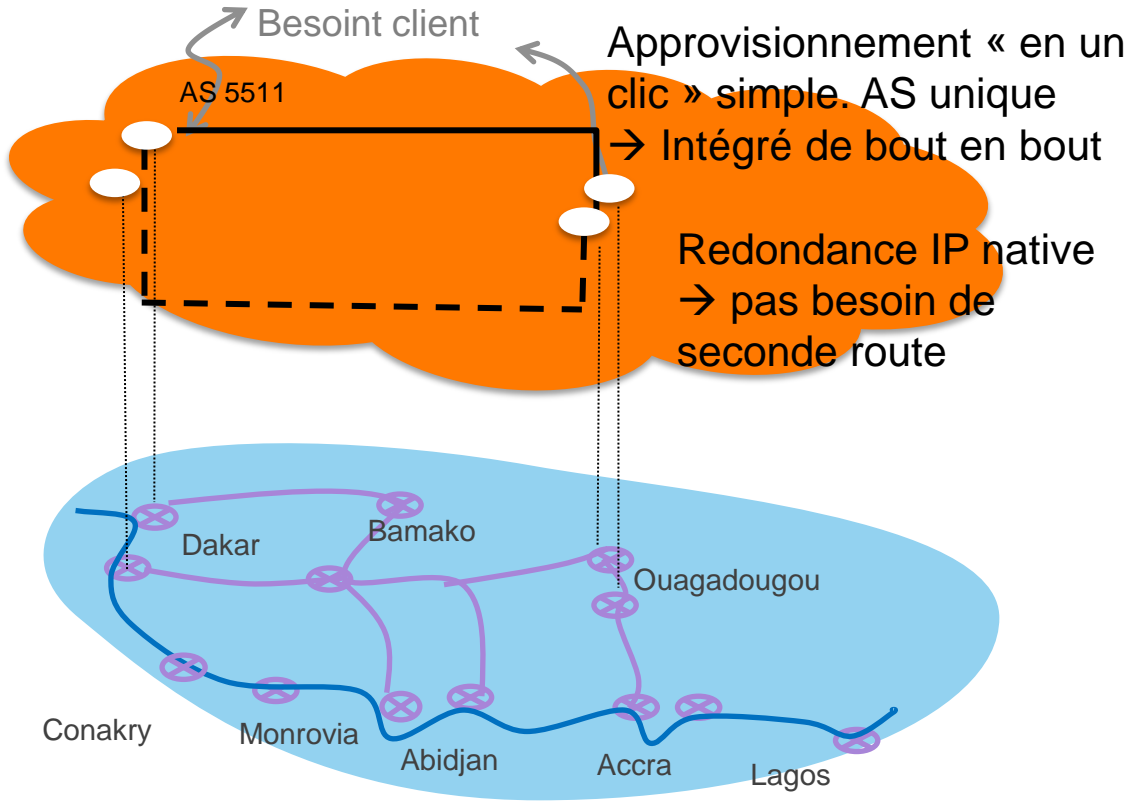 Besoint client
Approvisionnement « en un
clic » simple. AS unique
→ Intégré de bout en bout
AS 5511
Redondance IP native
→ pas besoin de
seconde route
Dakar
Bamako
Ouagadougou
Conakry
Monrovia
Abidjan
Accra
Lagos